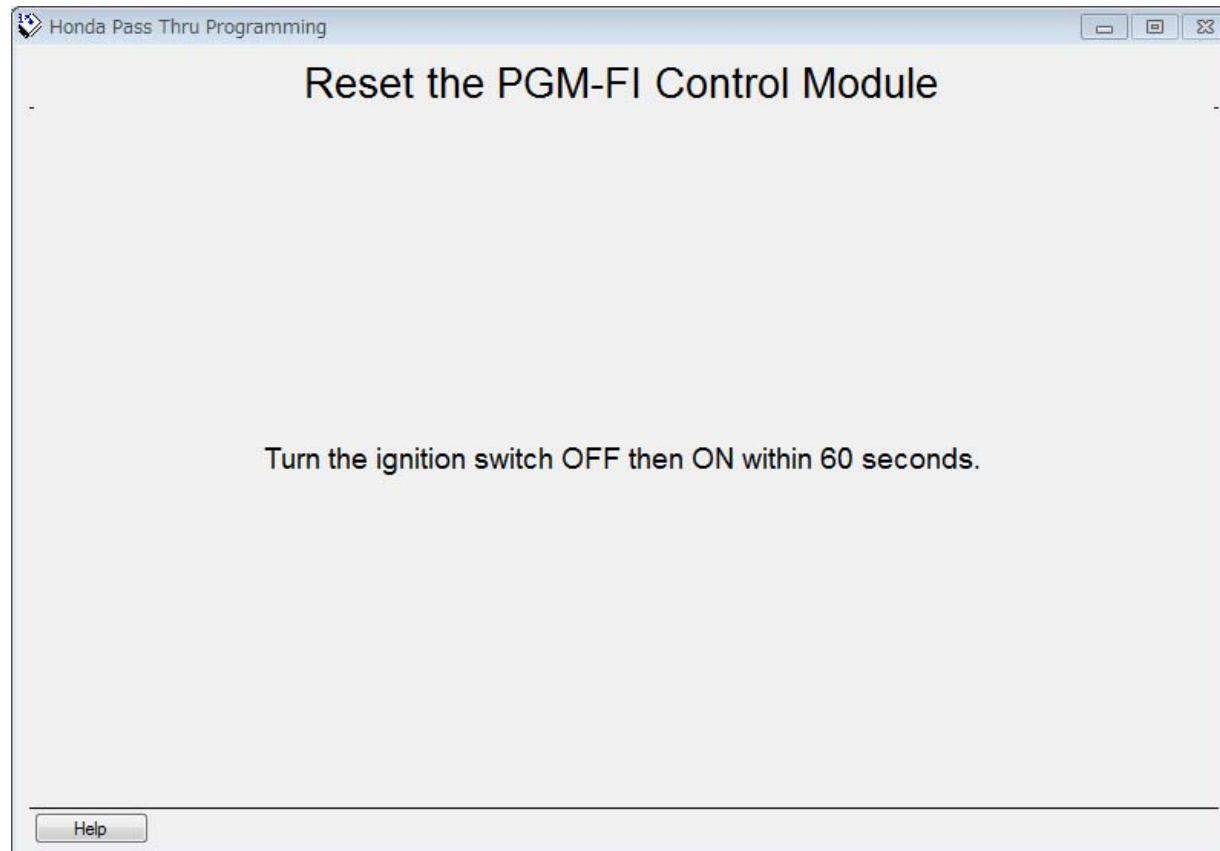 Honda Pass Thru Programming
Reset the PGM-FI Control Module
Turn the ignition switch OFF then ON within 60 seconds.
Help